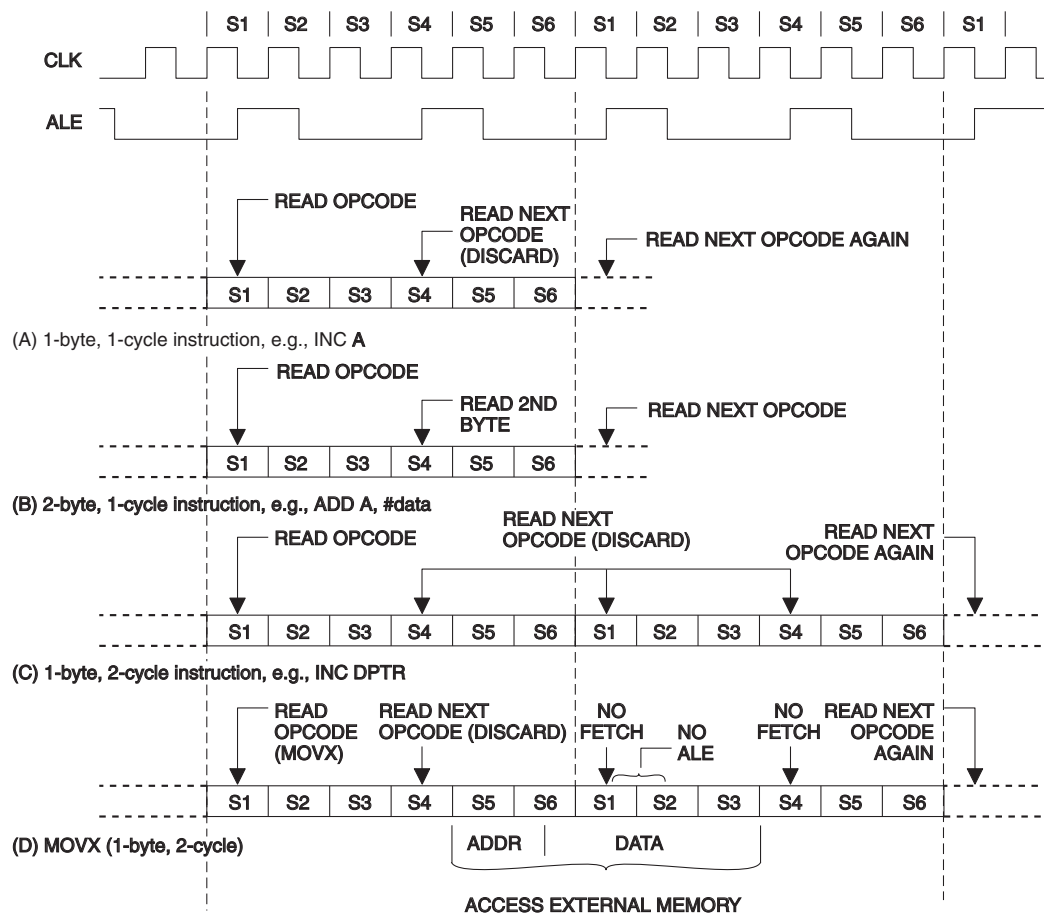 S1 S2 S3 S4 S5 S6 S1 S2 S3 S4 S5 S6 S1
CLK
ALE
READ OPCODE
READ NEXT
OPCODE
(DISCARD)
READ NEXT OPCODE AGAIN
S1 S2 S3 S4 S5 S6
(A) 1-byte, 1-cycle instruction, e.g., INC A
READ OPCODE
READ 2ND
BYTE
READ NEXT OPCODE
S1 S2 S3 S4 S5 S6
(B) 2-byte, 1-cycle instruction, e.g., ADD A, #data
READ OPCODE
READ NEXT
OPCODE (DISCARD)
READ NEXT
OPCODE AGAIN
S1 S2 S3 S4 S5 S6 S1 S2 S3 S4 S5 S6
(C) 1-byte, 2-cycle instruction, e.g., INC DPTR
READ
OPCODE
(MOVX)
READ NEXT
OPCODE (DISCARD)
NO
FETCH
NO
ALE
NO
FETCH
READ NEXT
OPCODE
AGAIN
S1 S2 S3 S4 S5 S6 S1 S2 S3 S4 S5 S6
(D) MOVX (1-byte, 2-cycle)
ADDR DATA
ACCESS EXTERNAL MEMORY